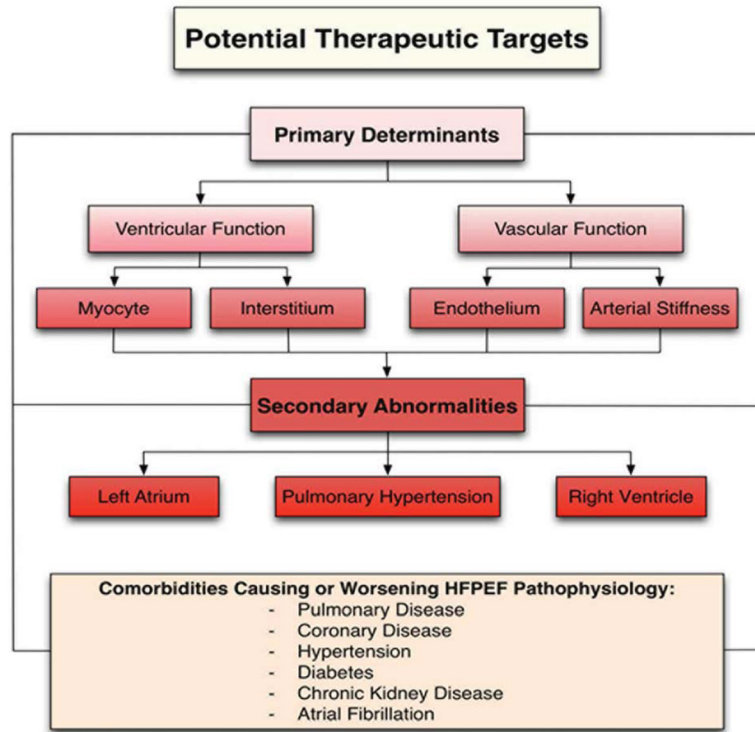 Potential Therapeutic Targets
Primary Determinants
Ventricular Function
Vascular Function
Myocyte
Interstitium
Endothelium
Arterial Stiffness
Secondary Abnormalities
Left Atrium
Pulmonary Hypertension
Right Ventricle
Comorbidities Causing or Worsening HFPEF Pathophysiology:
- Pulmonary Disease
- Coronary Disease
- Hypertension
- Diabetes
- Chronic Kidney Disease
- Atrial Fibrillation